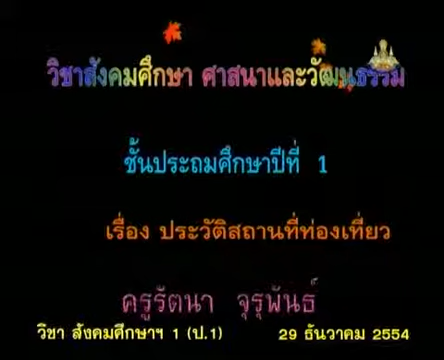 วิชาสังคมศึกษา ศาสนาและวัฒนธรรม
ชั้นประถมศึกษาปีที่ 1
เรื่อง ประวัติสถานที่ท่องเที่ยว
ครูรัตนา จุรุพันธ์
วิชา สังคมศึกษาฯ 1 (ป.1) 29 ธันวาคม 2554